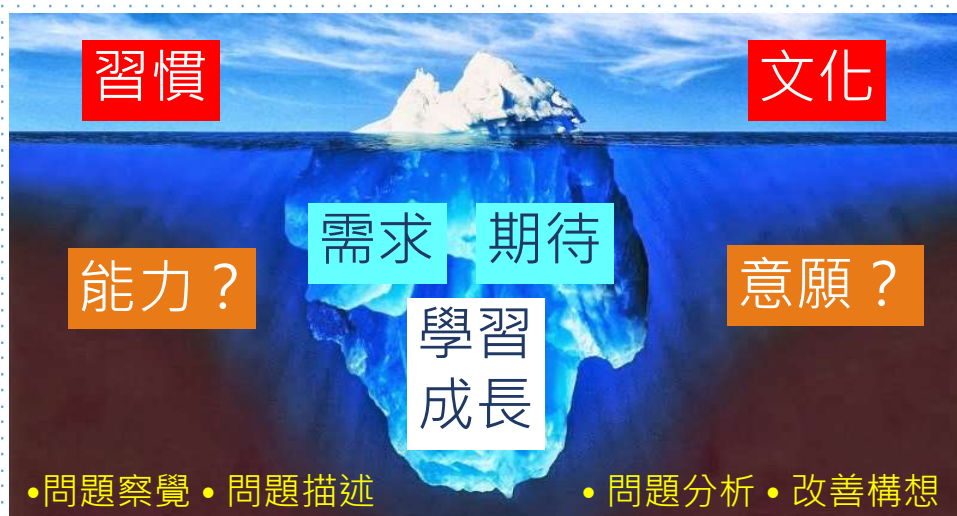 習慣
文化
需求
期待
能力？
意願？
學習
成長
•問題察覺 • 問題描述
• 問題分析 • 改善構想